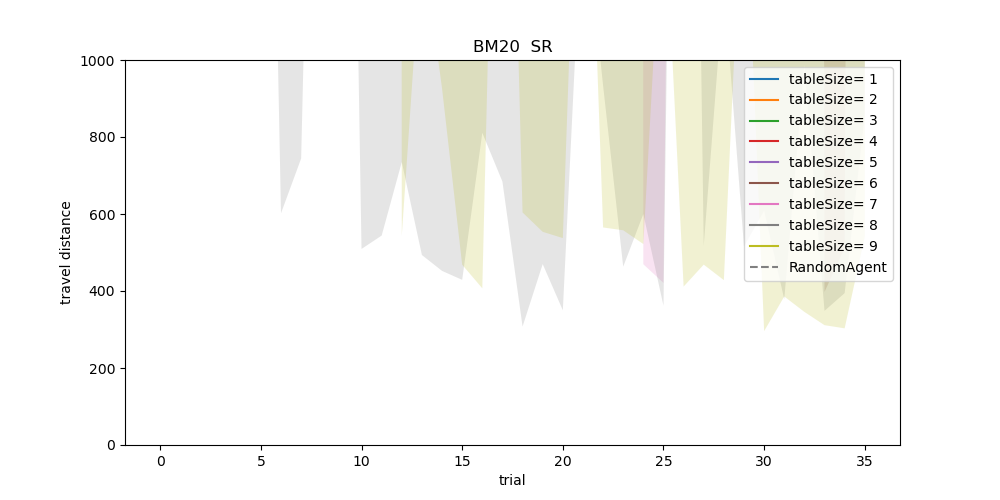 BM20  SR
1000
800
600
400
200
0
travel distance
0 5 10 15 20 25 30 35
trial
tableSize= 1
tableSize= 2
tableSize= 3
tableSize= 4
tableSize= 5
tableSize= 6
tableSize= 7
tableSize= 8
tableSize= 9
RandomAgent